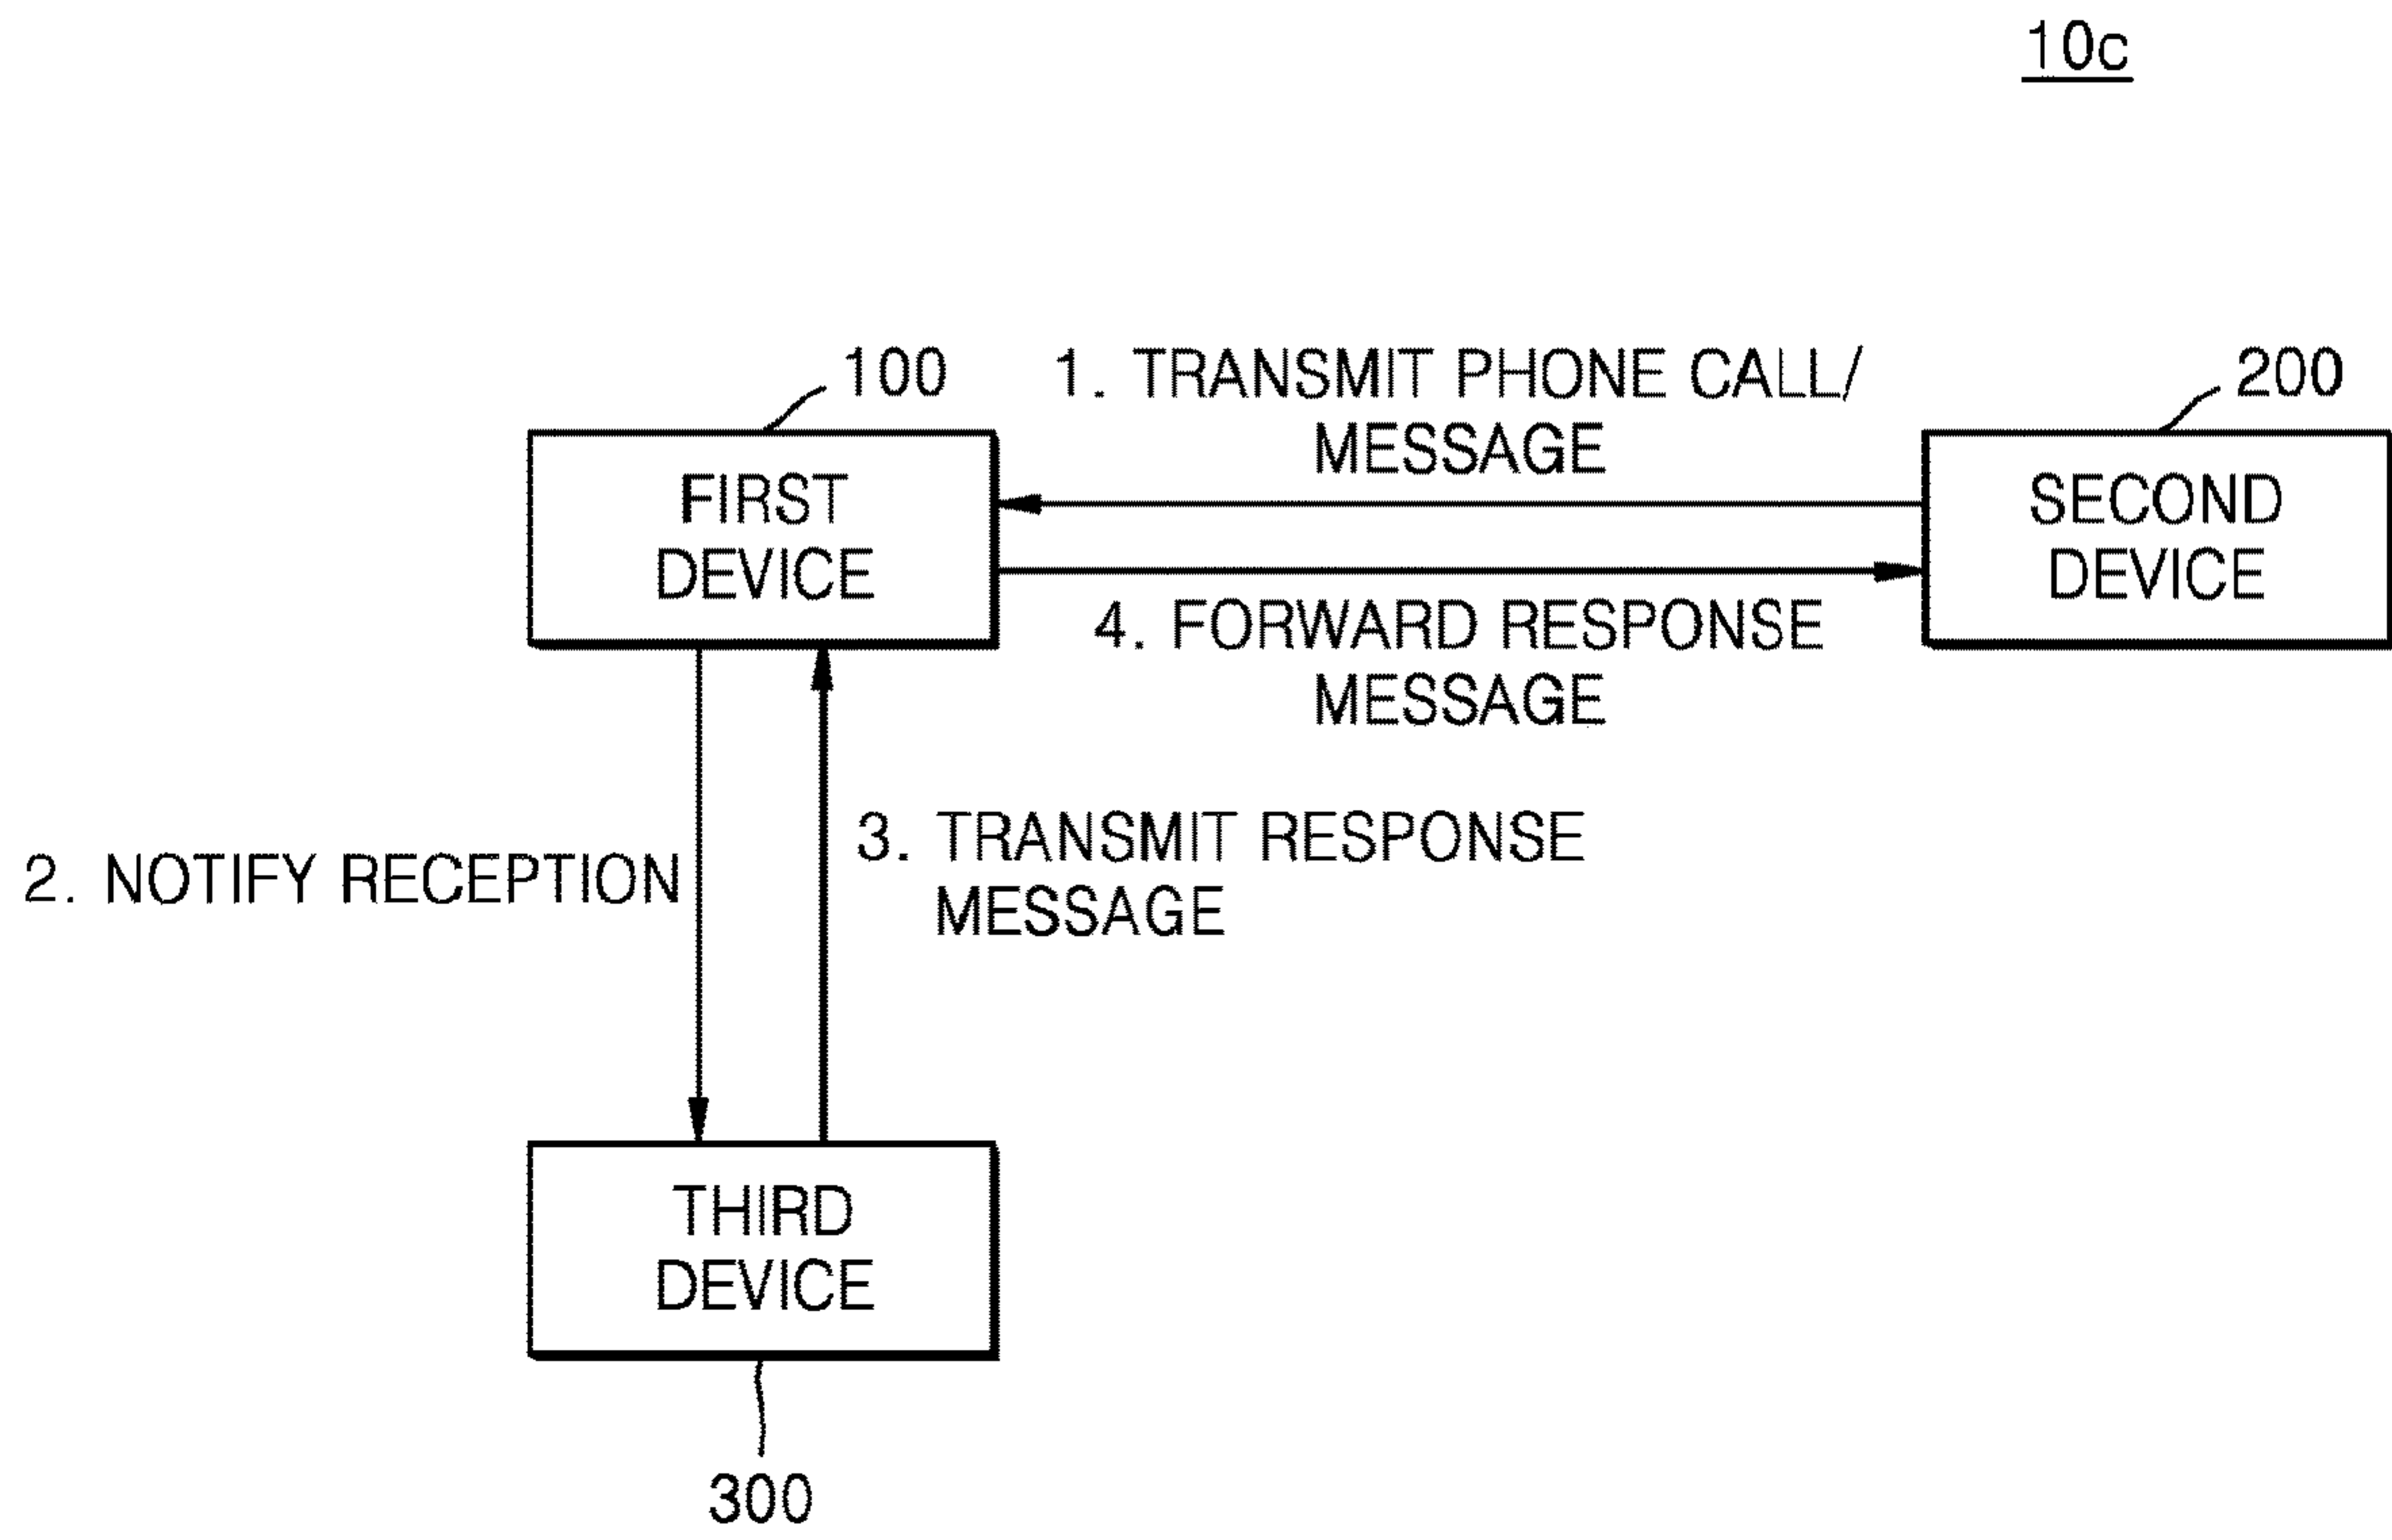 10c
100
1. TRANSMIT PHONE CALL/
MESSAGE
200
FIRST
DEVICE
SECOND
DEVICE
4. FORWARD RESPONSE
MESSAGE
2. NOTIFY RECEPTION
3. TRANSMIT RESPONSE
MESSAGE
THIRD
DEVICE
300